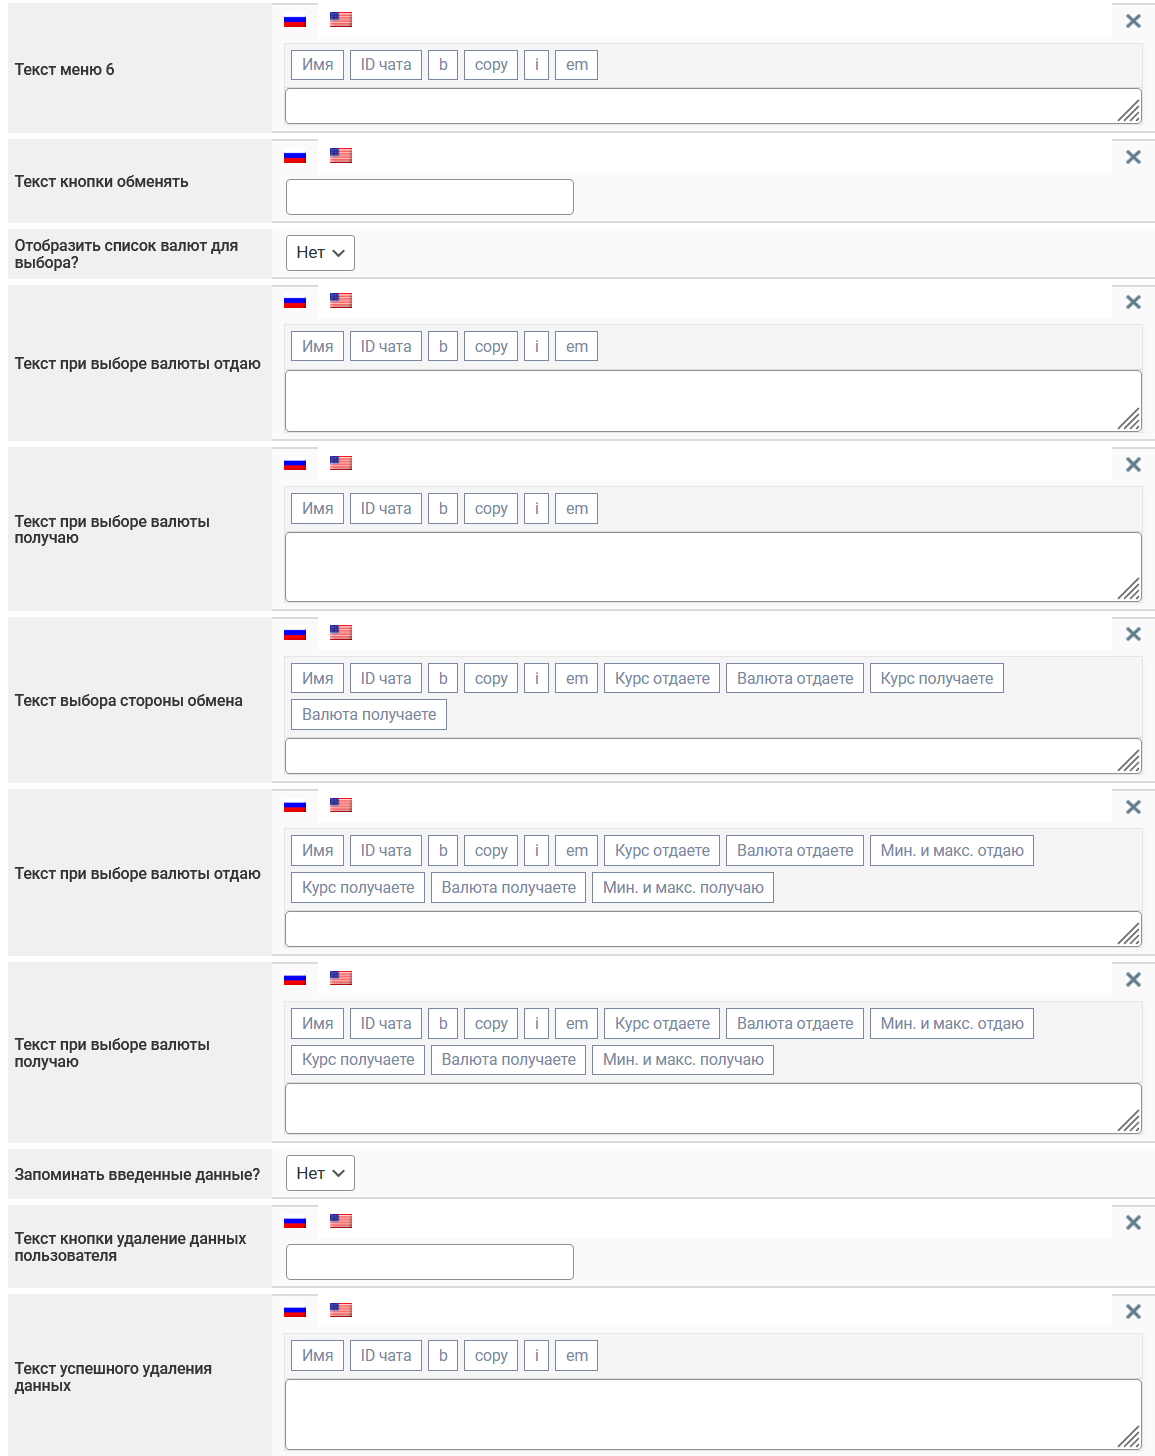 Текст меню 6
Имя ID чата b copy i em
Текст кнопки обменять
Отобразить список валют для
выбора?
Нет
Текст при выборе валюты отдаю
Имя ID чата b copy i em
Текст при выборе валюты
получаю
Имя ID чата b copy i em
Текст выбора стороны обмена
Имя ID чата b copy i em Курс отдаете Валюта отдаете Курс получаете
Валюта получаете
Текст при выборе валюты отдаю
Имя ID чата b copy i em Курс отдаете Валюта отдаете Мин. и макс. отдаю
Курс получаете Валюта получаете Мин. и макс. получаю
Текст при выборе валюты
получаю
Имя ID чата b copy i em Курс отдаете Валюта отдаете Мин. и макс. отдаю
Курс получаете Валюта получаете Мин. и макс. получаю
Запоминать введенные данные?
Нет
Текст кнопки удаление данных
пользователя
Текст успешного удаления
данных
Имя ID чата b copy i em